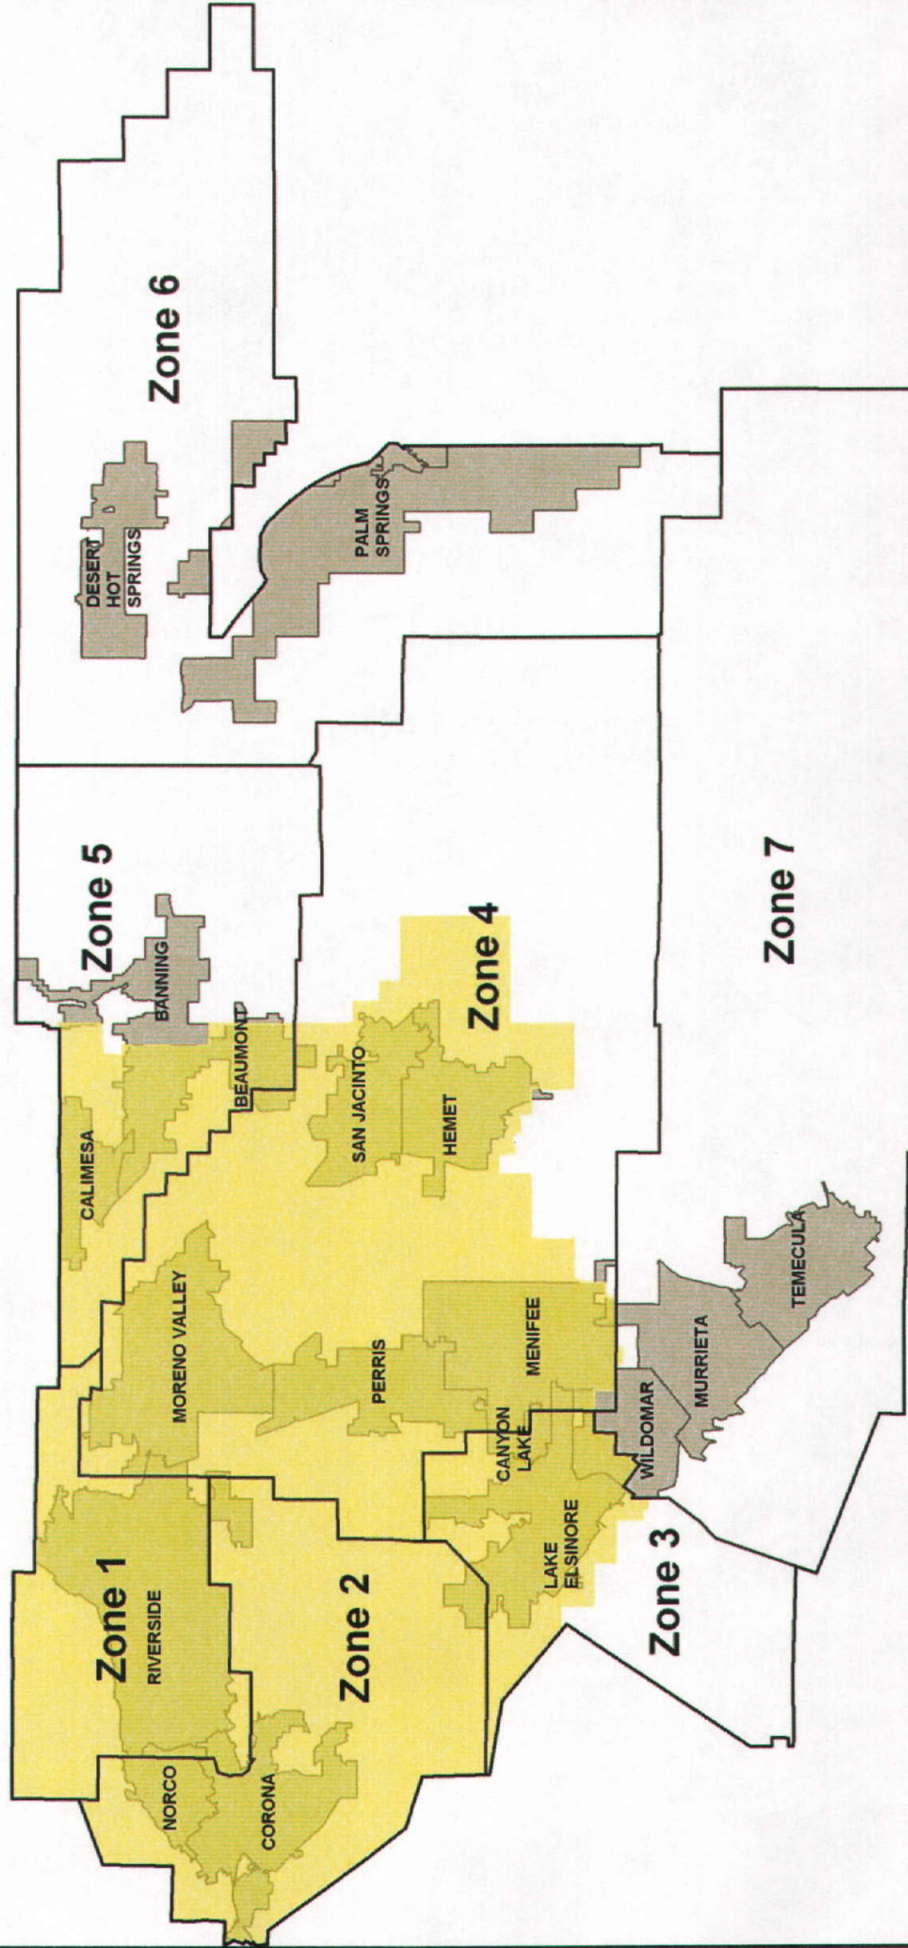 Zone 1
RIVERSIDE
NORCO
CORONA
Zone 2
LAKE
ELSINORE
Zone 3
MORENO VALLEY
PERRIS
CANYON
LAKE
MENIFEE
WILDOMAR
MURRIETA
TEMECULA
CALIMESA
BEAUMONT
BANNING
Zone 5
SAN JACINTO
HEMET
Zone 4
Zone 7
DESERT
HOT
SPRINGS
PALM
SPRINGS
Zone 6